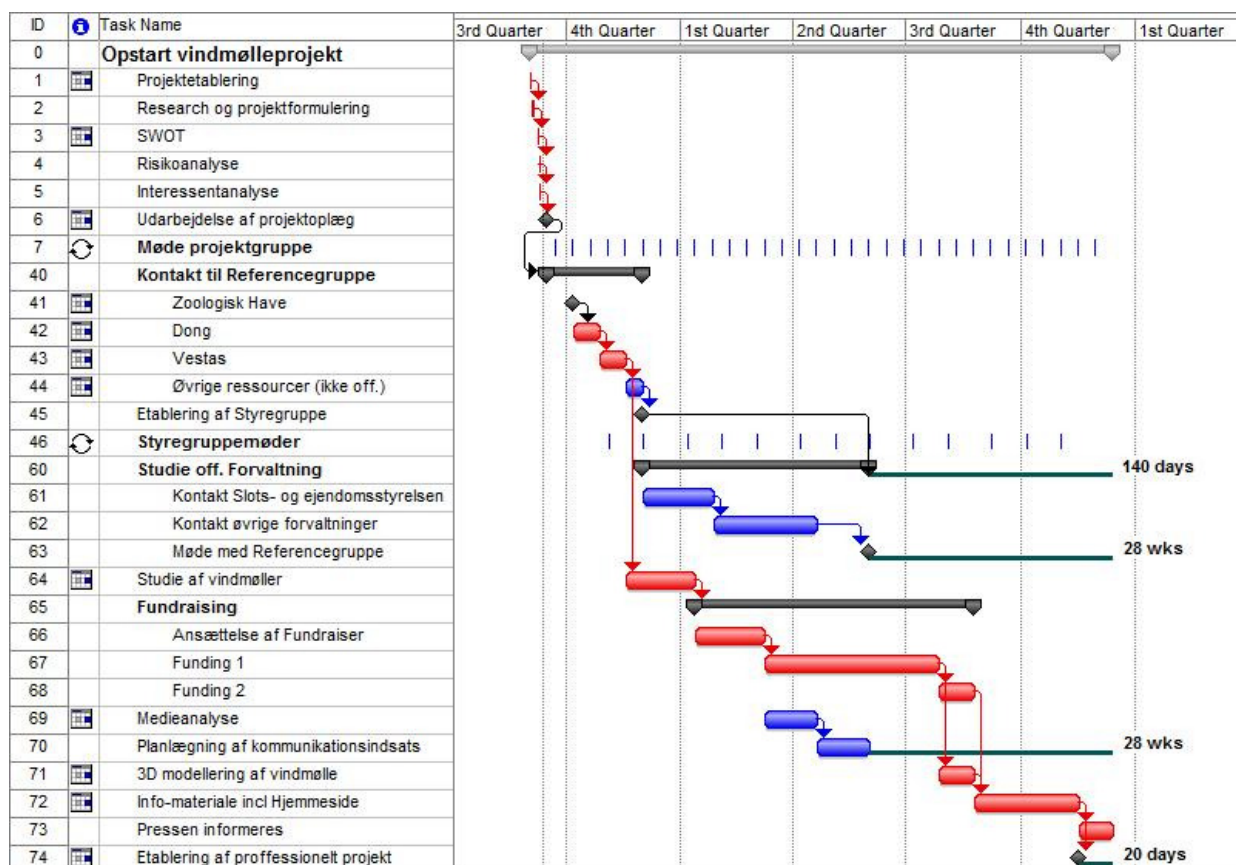 ID Task Name 3rd Quarter 4th Quarter 1st Quarter 2nd Quarter 3rd Quarter 4th Quarter 1st Quarter
0 Opstart vindmølleprojekt
1 Projektetablering
2 Research og projektformulering
3 SWOT
4 Risikoanalyse
5 Interessentanalyse
6 Udarbejdelse af projektoplæg
7 Møde projektgruppe
40 Kontakt til Referencegruppe
41 Zoologisk Have
42 Dong
43 Vestas
44 Øvrige ressourcer (ikke off.)
45 Etablering af Styregruppe
46 Styregruppemøder
60 Studie off. Forvaltning 140 days
61 Kontakt Slots- og ejendomsstyrelsen
62 Kontakt øvrige forvaltninger
63 Møde med Referencegruppe 28 wks
64 Studie af vindmøller
65 Fundraising
66 Ansættelse af Fundraiser
67 Funding 1
68 Funding 2
69 Medieanalyse
70 Planlægning af kommunikationsindsats 28 wks
71 3D modellering af vindmølle
72 Info-materiale incl Hjemmeside
73 Pressen informeres
74 Etablering af proffessionelt projekt 20 days